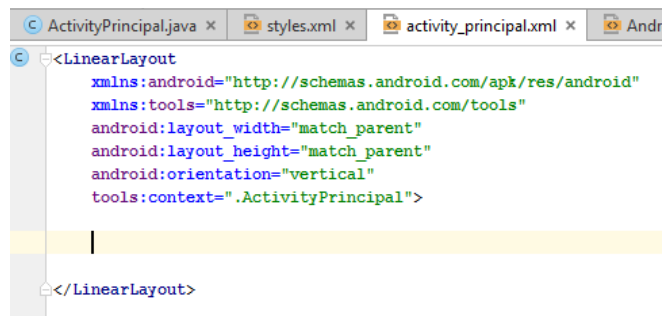 ActivityPrincipal.java × styles.xml × activity_principal.xml × Andr
<LinearLayout
xmlns:android="http://schemas.android.com/apk/res/android"
xmlns:tools="http://schemas.android.com/tools"
android:layout_width="match_parent"
android:layout_height="match_parent"
android:orientation="vertical"
tools:context=".ActivityPrincipal">
</LinearLayout>